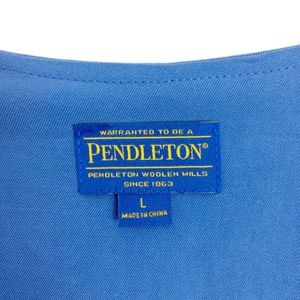 WARRANTED TO BE A
PENDLETON®
PENDLETON WOOLEN MILLS
SINCE 1863
L
MADE IN CHINA